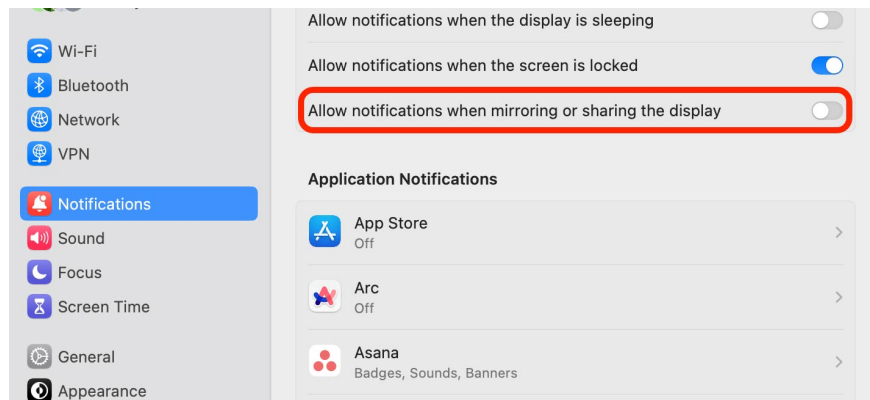 Wi-Fi
Bluetooth
Network
VPN
Notifications
Sound
Focus
Screen Time
General
Appearance
Allow notifications when the display is sleeping
Allow notifications when the screen is locked
Allow notifications when mirroring or sharing the display
Application Notifications
App Store
Off
Arc
Off
Asana
Badges, Sounds, Banners